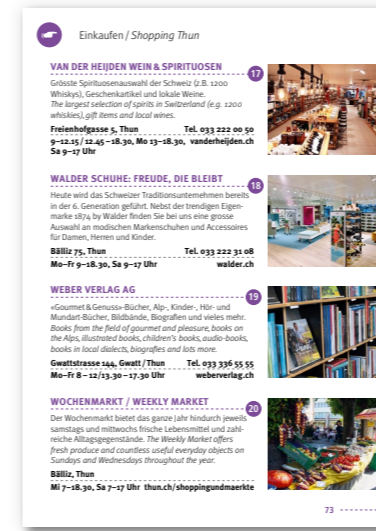 Einkaufen / Shopping Thun
VAN DER HEIJDEN WEIN & SPIRITUOSEN
17
Grösste Spirituosenauswahl der Schweiz (z.B. 1200
Whiskys), Geschenkartikel und lokale Weine.
The largest selection of spirits in Switzerland (e.g. 1200
whiskies), gift items and local wines.
Freienhofgasse 5, Thun Tel. 033 222 00 50
9–12.15 / 12.45 – 18.30, Mo 13–18.30, vanderheijden.ch
Sa 9–17 Uhr
WALDER SCHUHE: FREUDE, DIE BLEIBT
18
Heute wird das Schweizer Traditionsunternehmen bereits
in der 6. Generation geführt. Nebst der trendigen Eigen-
marke 1874 by Walder finden Sie bei uns eine grosse
Auswahl an modischen Markenschuhen und Accessoires
für Damen, Herren und Kinder.
Bälliz 75, Thun Tel. 033 222 31 08
Mo–Fr 9–18.30, Sa 9–17 Uhr walder.ch
WEBER VERLAG AG
19
«Gourmet & Genuss»-Bücher, Alp-, Kinder-, Hör- und
Mundart-Bücher, Bildbände, Biografien und vieles mehr.
Books from the field of gourmet and pleasure, books on
the Alps, illustrated books, children's books, audio-books,
books in local dialects, biografies and lots more.
Gwattstrasse 144, Gwatt / Thun Tel. 033 336 55 55
Mo–Fr 8 – 12 /13.30 – 17.30 Uhr weberverlag.ch
WOCHENMARKT / WEEKLY MARKET
20
Der Wochenmarkt bietet das ganze Jahr hindurch jeweils
samstags und mittwochs frische Lebensmittel und zahl-
reiche Alltagsgegenstände. The Weekly Market offers
fresh produce and countless useful everyday objects on
Sundays and Wednesdays throughout the year.
Bälliz, Thun
Mi 7–18.30, Sa 7–17 Uhr thun.ch/shoppingundmaerkte
73